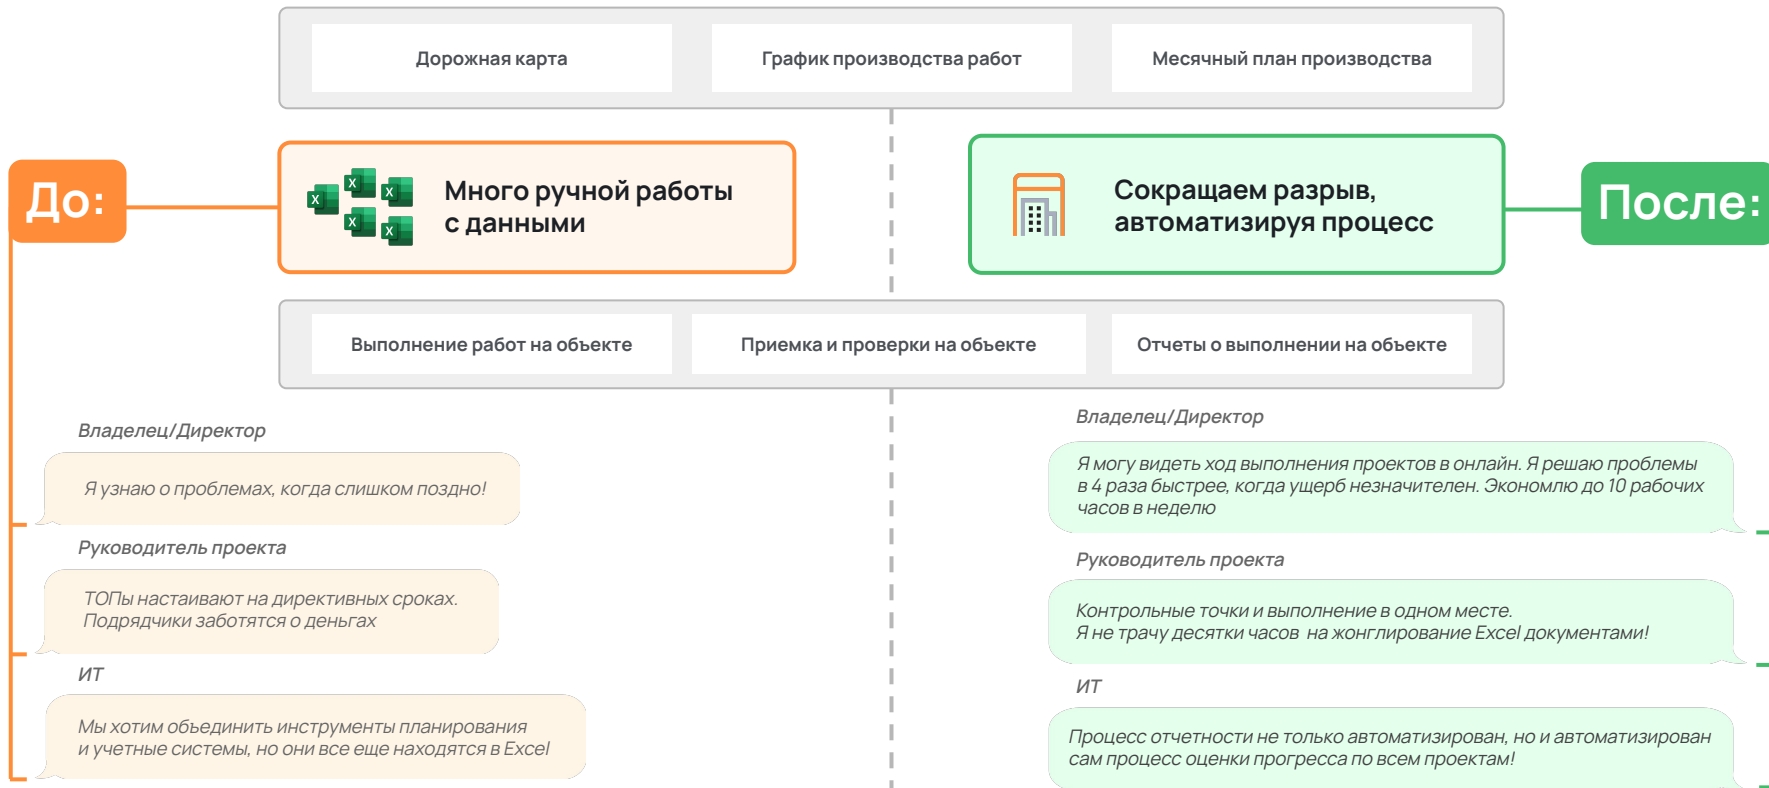 Дорожная карта
График производства работ
Месячный план производства
До:
Много ручной работы
с данными
Сокращаем разрыв,
автоматизируя процесс
После:
Выполнение работ на объекте
Приемка и проверки на объекте
Отчеты о выполнении на объекте
Владелец/Директор
Я узнаю о проблемах, когда слишком поздно!
Руководитель проекта
ТОПы настаивают на директивных сроках.
Подрядчики заботятся о деньгах
ИТ
Мы хотим объединить инструменты планирования
и учетные системы, но они все еще находятся в Excel
Владелец/Директор
Я могу видеть ход выполнения проектов в онлайн. Я решаю проблемы
в 4 раза быстрее, когда ущерб незначителен. Экономлю до 10 рабочих
часов в неделю
Руководитель проекта
Контрольные точки и выполнение в одном месте.
Я не трачу десятки часов на жонглирование Excel документами!
ИТ
Процесс отчетности не только автоматизирован, но и автоматизирован
сам процесс оценки прогресса по всем проектам!